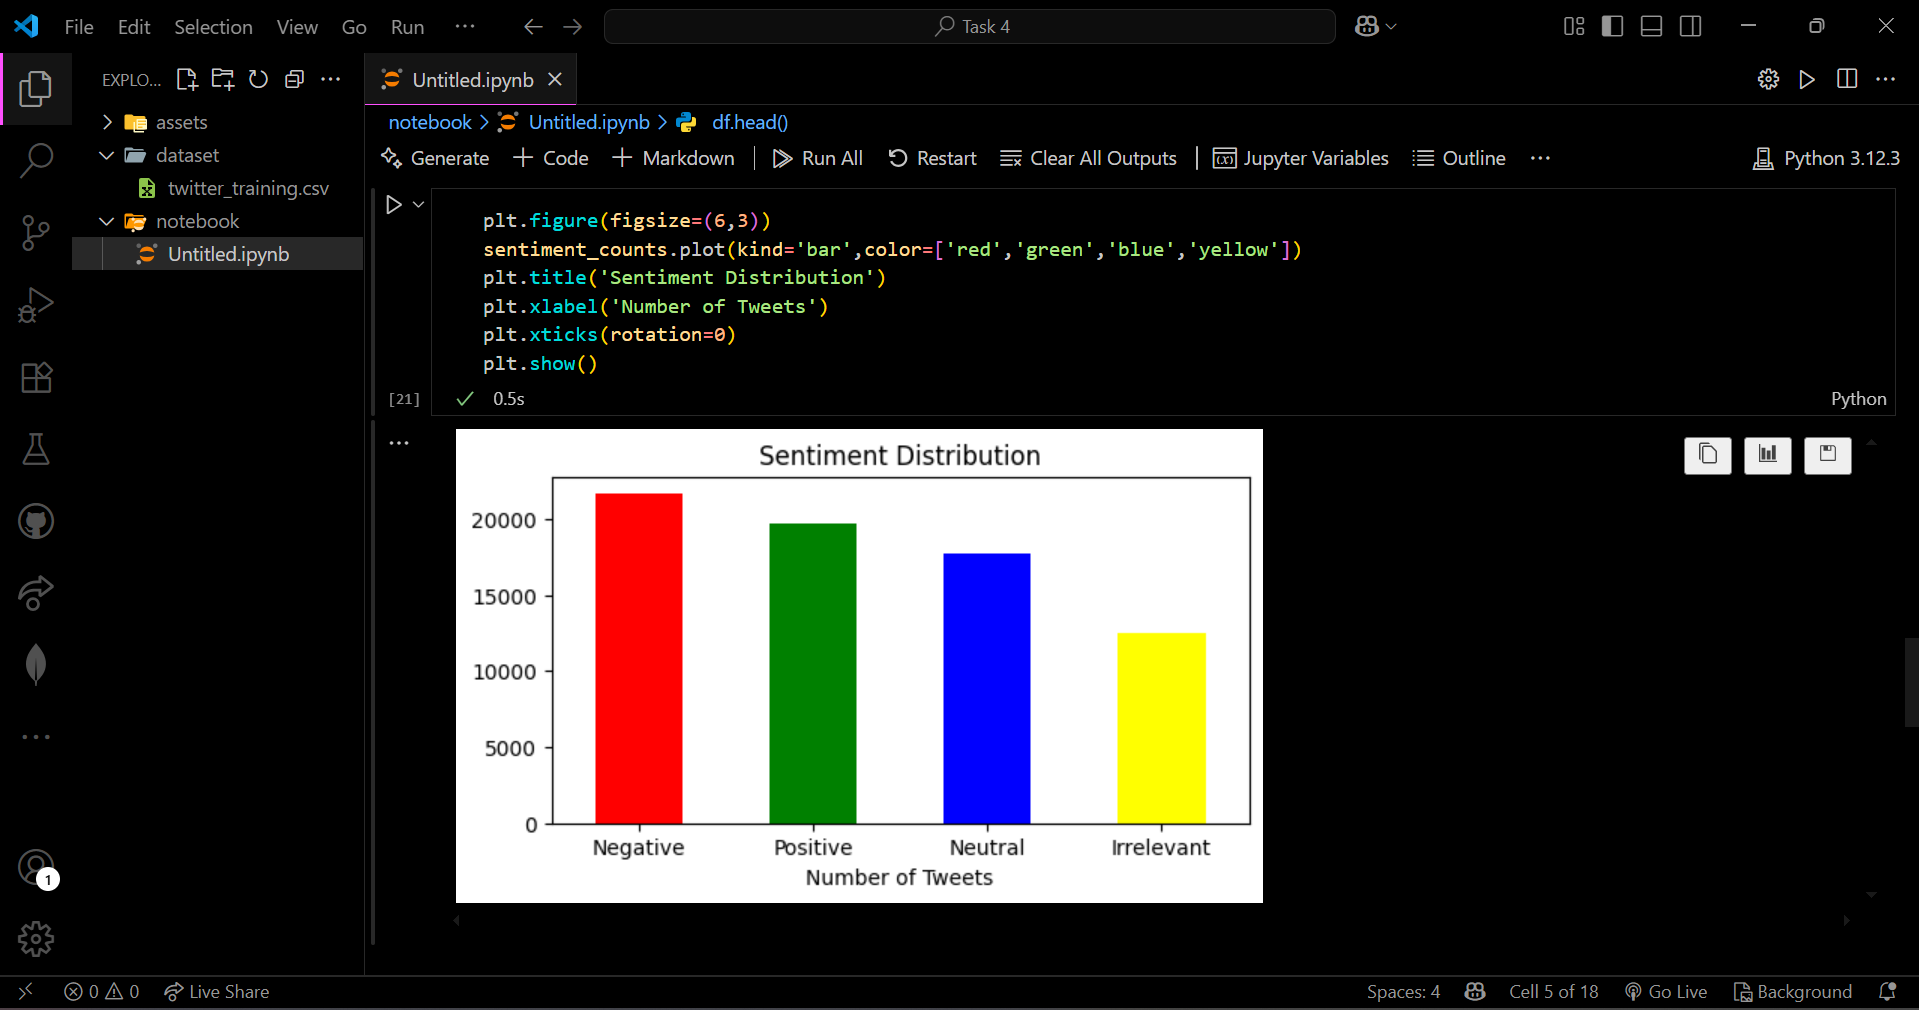 File Edit Selection View Go Run ··· Task 4
EXPLO... ···
assets
dataset
twitter_training.csv
notebook
Untitled.ipynb
Untitled.ipynb
notebook > Untitled.ipynb > df.head()
Generate + Code + Markdown | Run All Restart Clear All Outputs | Jupyter Variables Outline ··· Python 3.12.3
plt.figure(figsize=(6,3))
sentiment_counts.plot(kind='bar',color=['red','green','blue','yellow'])
plt.title('Sentiment Distribution')
plt.xlabel('Number of Tweets')
plt.xticks(rotation=0)
plt.show()
[21] 0.5s Python
Sentiment Distribution
20000
15000
10000
5000
0
Negative Positive Neutral Irrelevant
Number of Tweets
1
0 0 Live Share Spaces: 4 Cell 5 of 18 Go Live Background